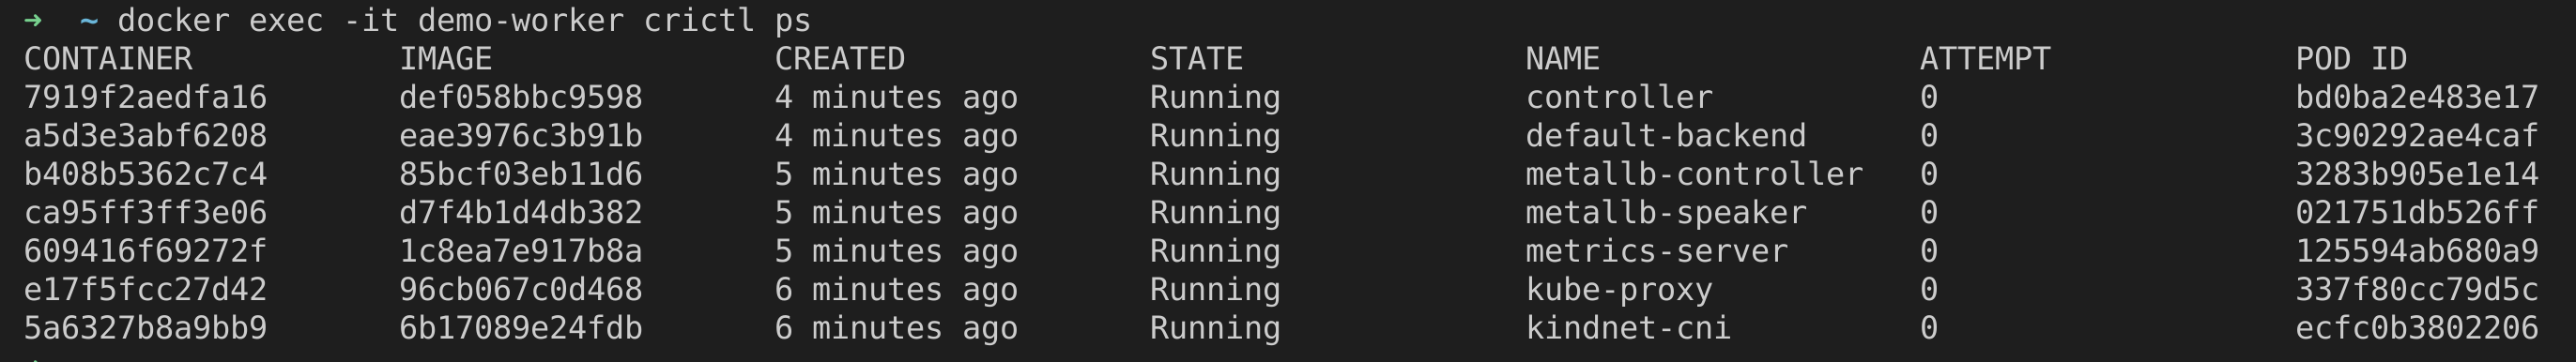 ➜  ~ docker exec -it demo-worker crictl ps
CONTAINER           IMAGE               CREATED             STATE               NAME                 ATTEMPT             POD ID
7919f2aedfa16       def058bbc9598       4 minutes ago       Running             controller           0                   bd0ba2e483e17
a5d3e3abf6208       eae3976c3b91b       4 minutes ago       Running             default-backend      0                   3c90292ae4caf
b408b5362c7c4       85bcf03eb11d6       5 minutes ago       Running             metallb-controller   0                   3283b905e1e14
ca95ff3ff3e06       d7f4b1d4db382       5 minutes ago       Running             metallb-speaker      0                   021751db526ff
609416f69272f       1c8ea7e917b8a       5 minutes ago       Running             metrics-server       0                   125594ab680a9
e17f5fcc27d42       96cb067c0d468       6 minutes ago       Running             kube-proxy           0                   337f80cc79d5c
5a6327b8a9bb9       6b17089e24fdb       6 minutes ago       Running             kindnet-cni          0                   ecfc0b3802206